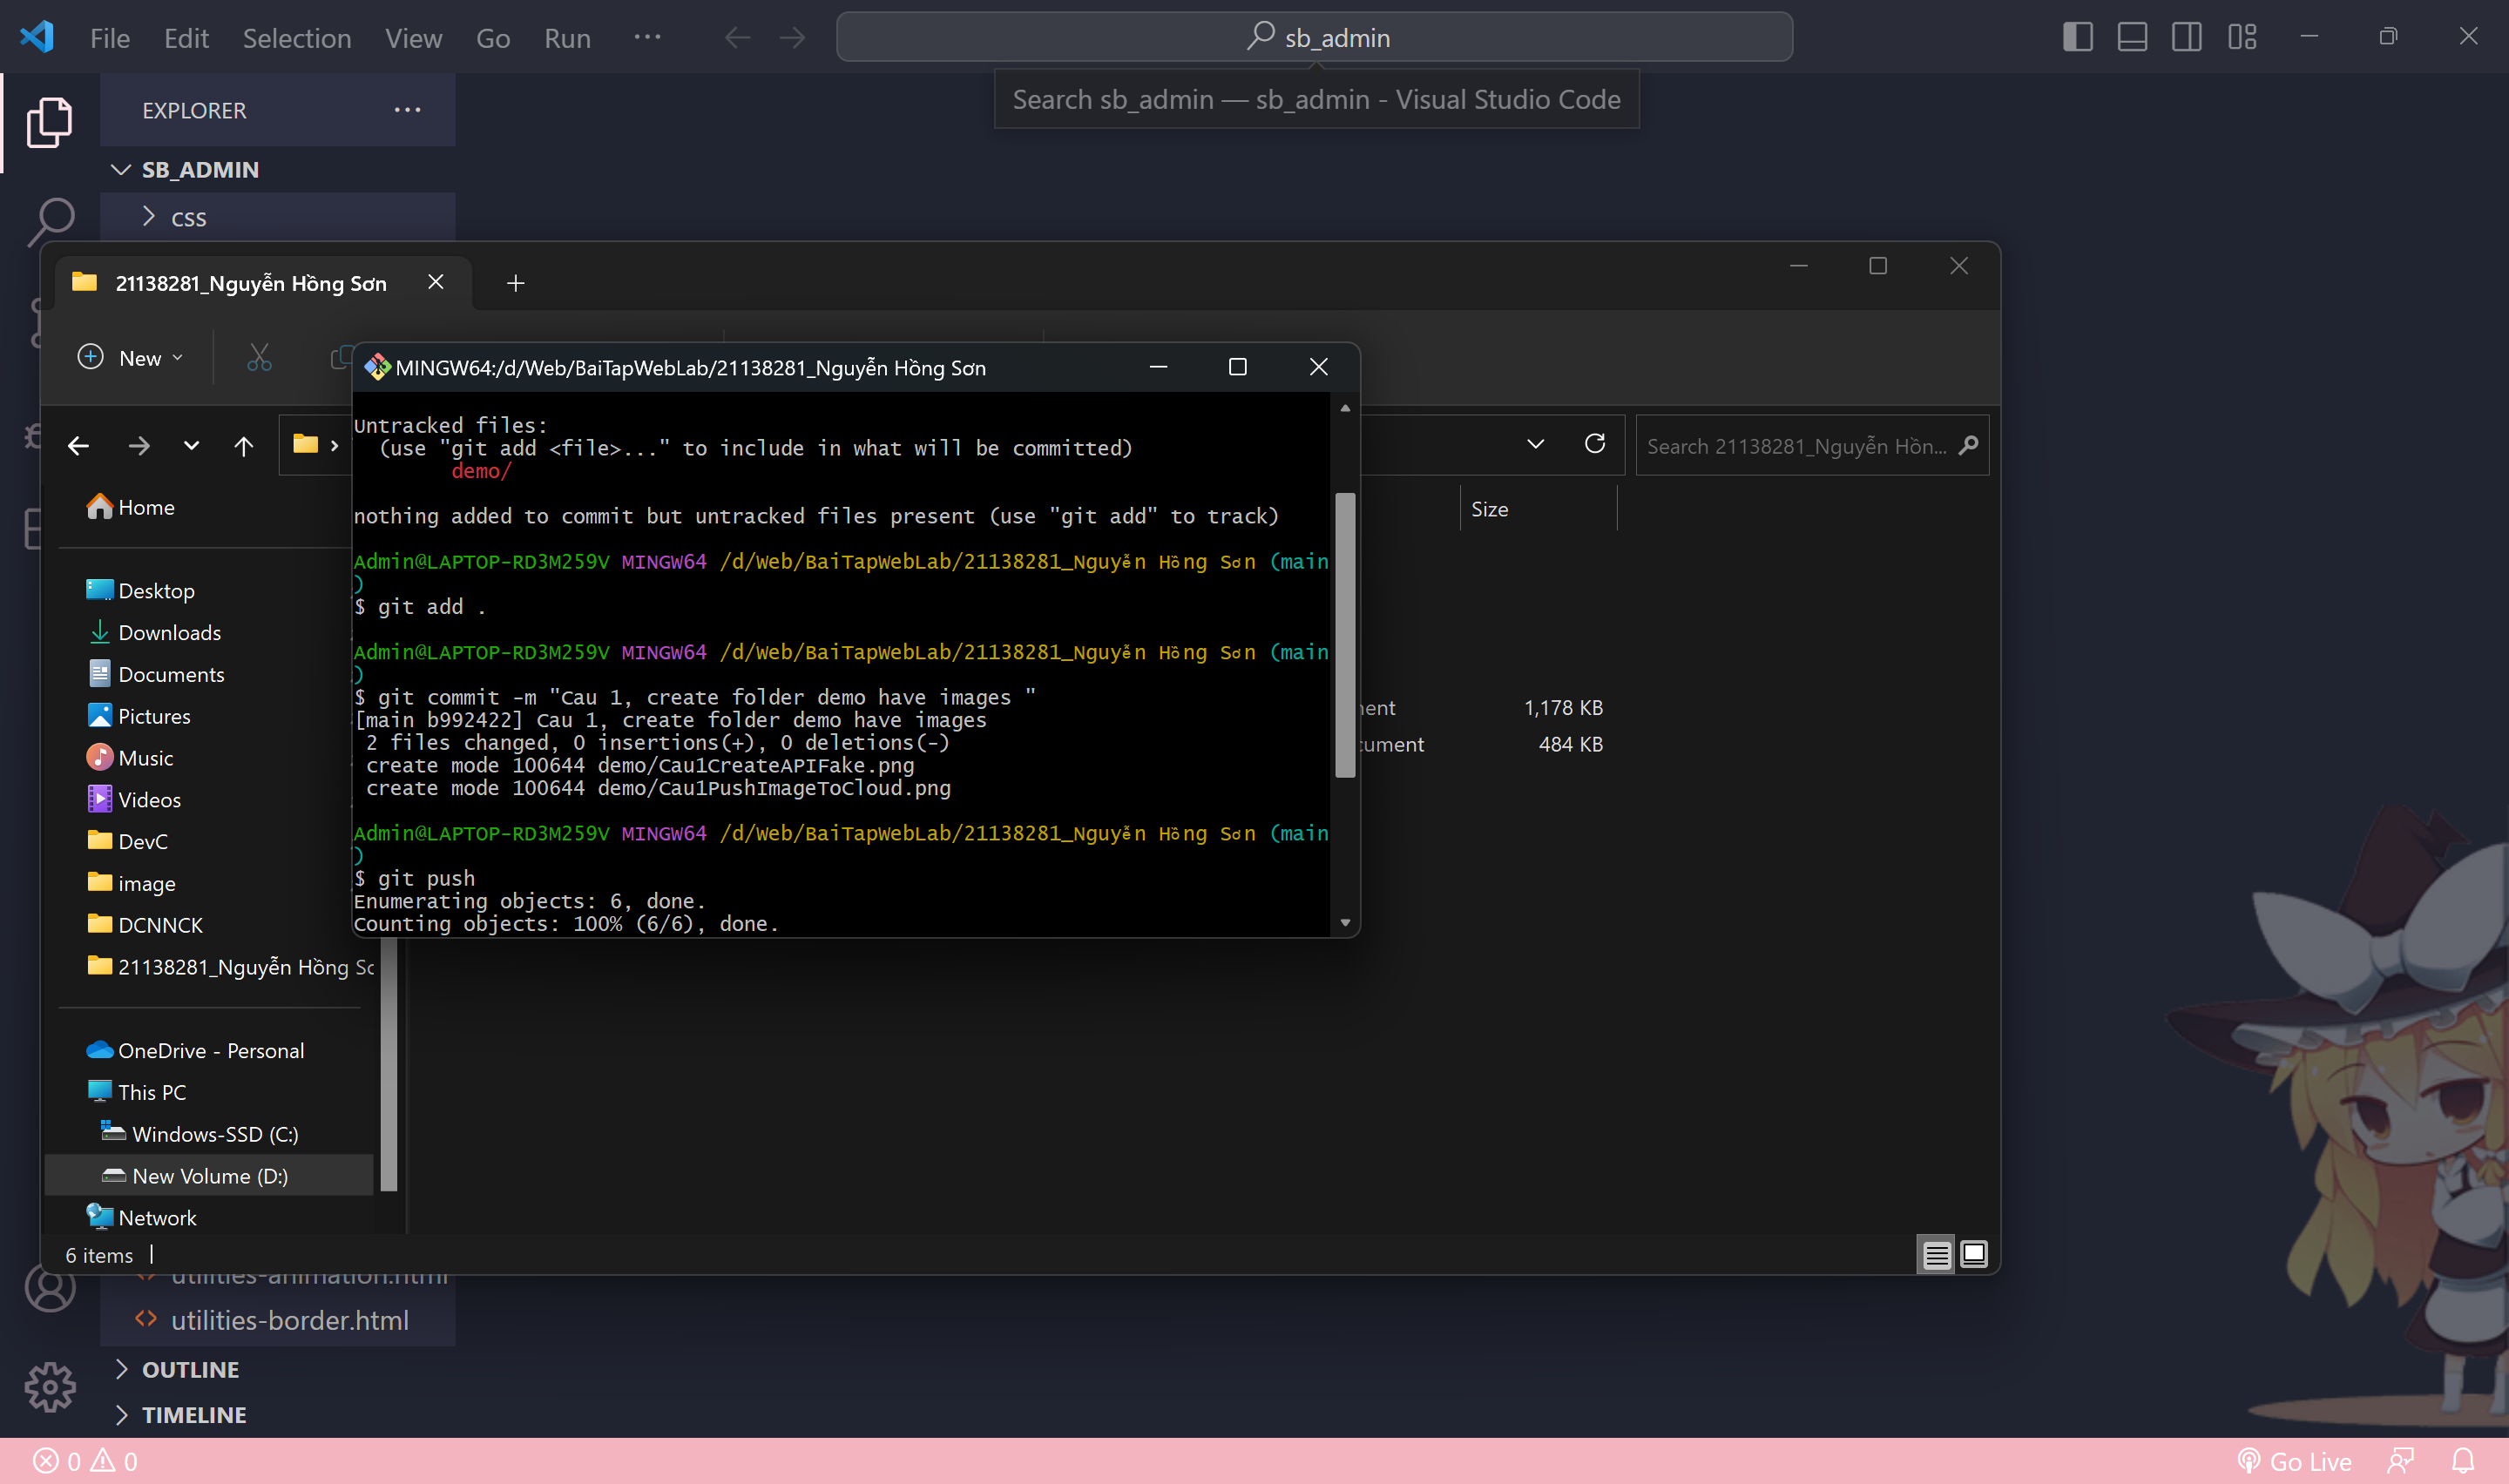 File Edit Selection View Go Run ···
sb_admin
Search sb_admin — sb_admin - Visual Studio Code
EXPLORER
SB_ADMIN
css
21138281_Nguyễn Hồng Sơn
New
MINGW64:/d/Web/BaiTapWebLab/21138281_Nguyễn Hồng Sơn
Untracked files:
(use "git add <file>..." to include in what will be committed)
demo/
nothing added to commit but untracked files present (use "git add" to track)
Admin@LAPTOP-RD3M259V MINGW64 /d/Web/BaiTapWebLab/21138281_Nguyễn Hồng Sơn (main
)
$ git add .
Admin@LAPTOP-RD3M259V MINGW64 /d/Web/BaiTapWebLab/21138281_Nguyễn Hồng Sơn (main
)
$ git commit -m "Cau 1, create folder demo have images "
[main b992422] Cau 1, create folder demo have images
2 files changed, 0 insertions(+), 0 deletions(-)
create mode 100644 demo/Cau1CreateAPIFake.png
create mode 100644 demo/Cau1PushImageToCloud.png
Admin@LAPTOP-RD3M259V MINGW64 /d/Web/BaiTapWebLab/21138281_Nguyễn Hồng Sơn (main
)
$ git push
Enumerating objects: 6, done.
Counting objects: 100% (6/6), done.
Search 21138281_Nguyễn Hồn...
Size
1,178 KB
484 KB
Home
Desktop
Downloads
Documents
Pictures
Music
Videos
DevC
image
DCNNCK
21138281_Nguyễn Hồng Sơ
OneDrive - Personal
This PC
Windows-SSD (C:)
New Volume (D:)
Network
6 items
utilities-animation.html
utilities-border.html
OUTLINE
TIMELINE
0 0
Go Live